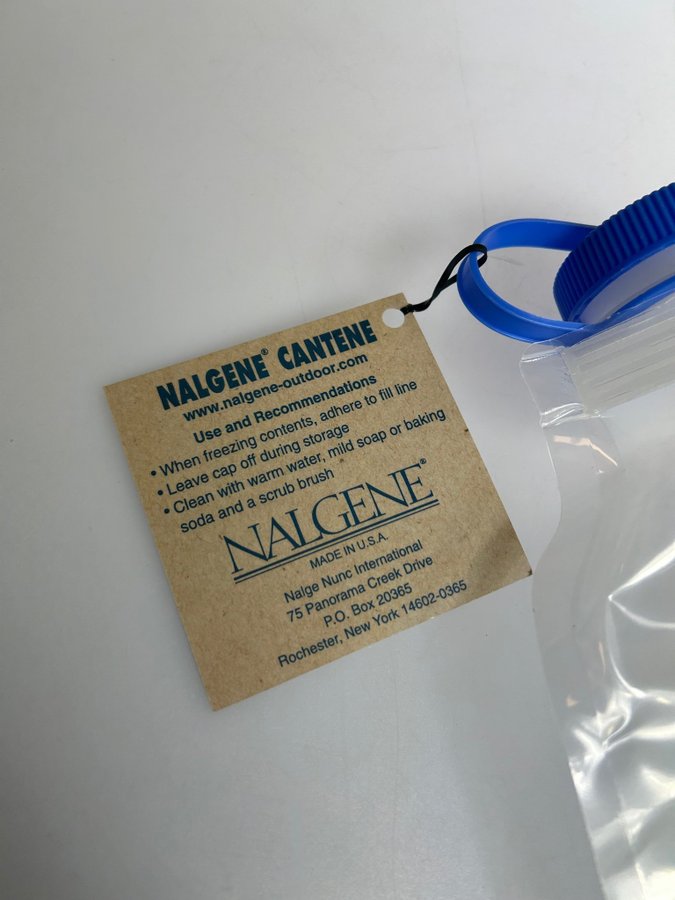 NALGENE® CANTENE
www.nalgene-outdoor.com
Use and Recommendations
• When freezing contents, adhere to fill line
• Leave cap off during storage
• Clean with warm water, mild soap or baking
soda and a scrub brush
NALGENE®
MADE IN U.S.A.
Nalge Nunc International
75 Panorama Creek Drive
P.O. Box 20365
Rochester, New York 14602-0365